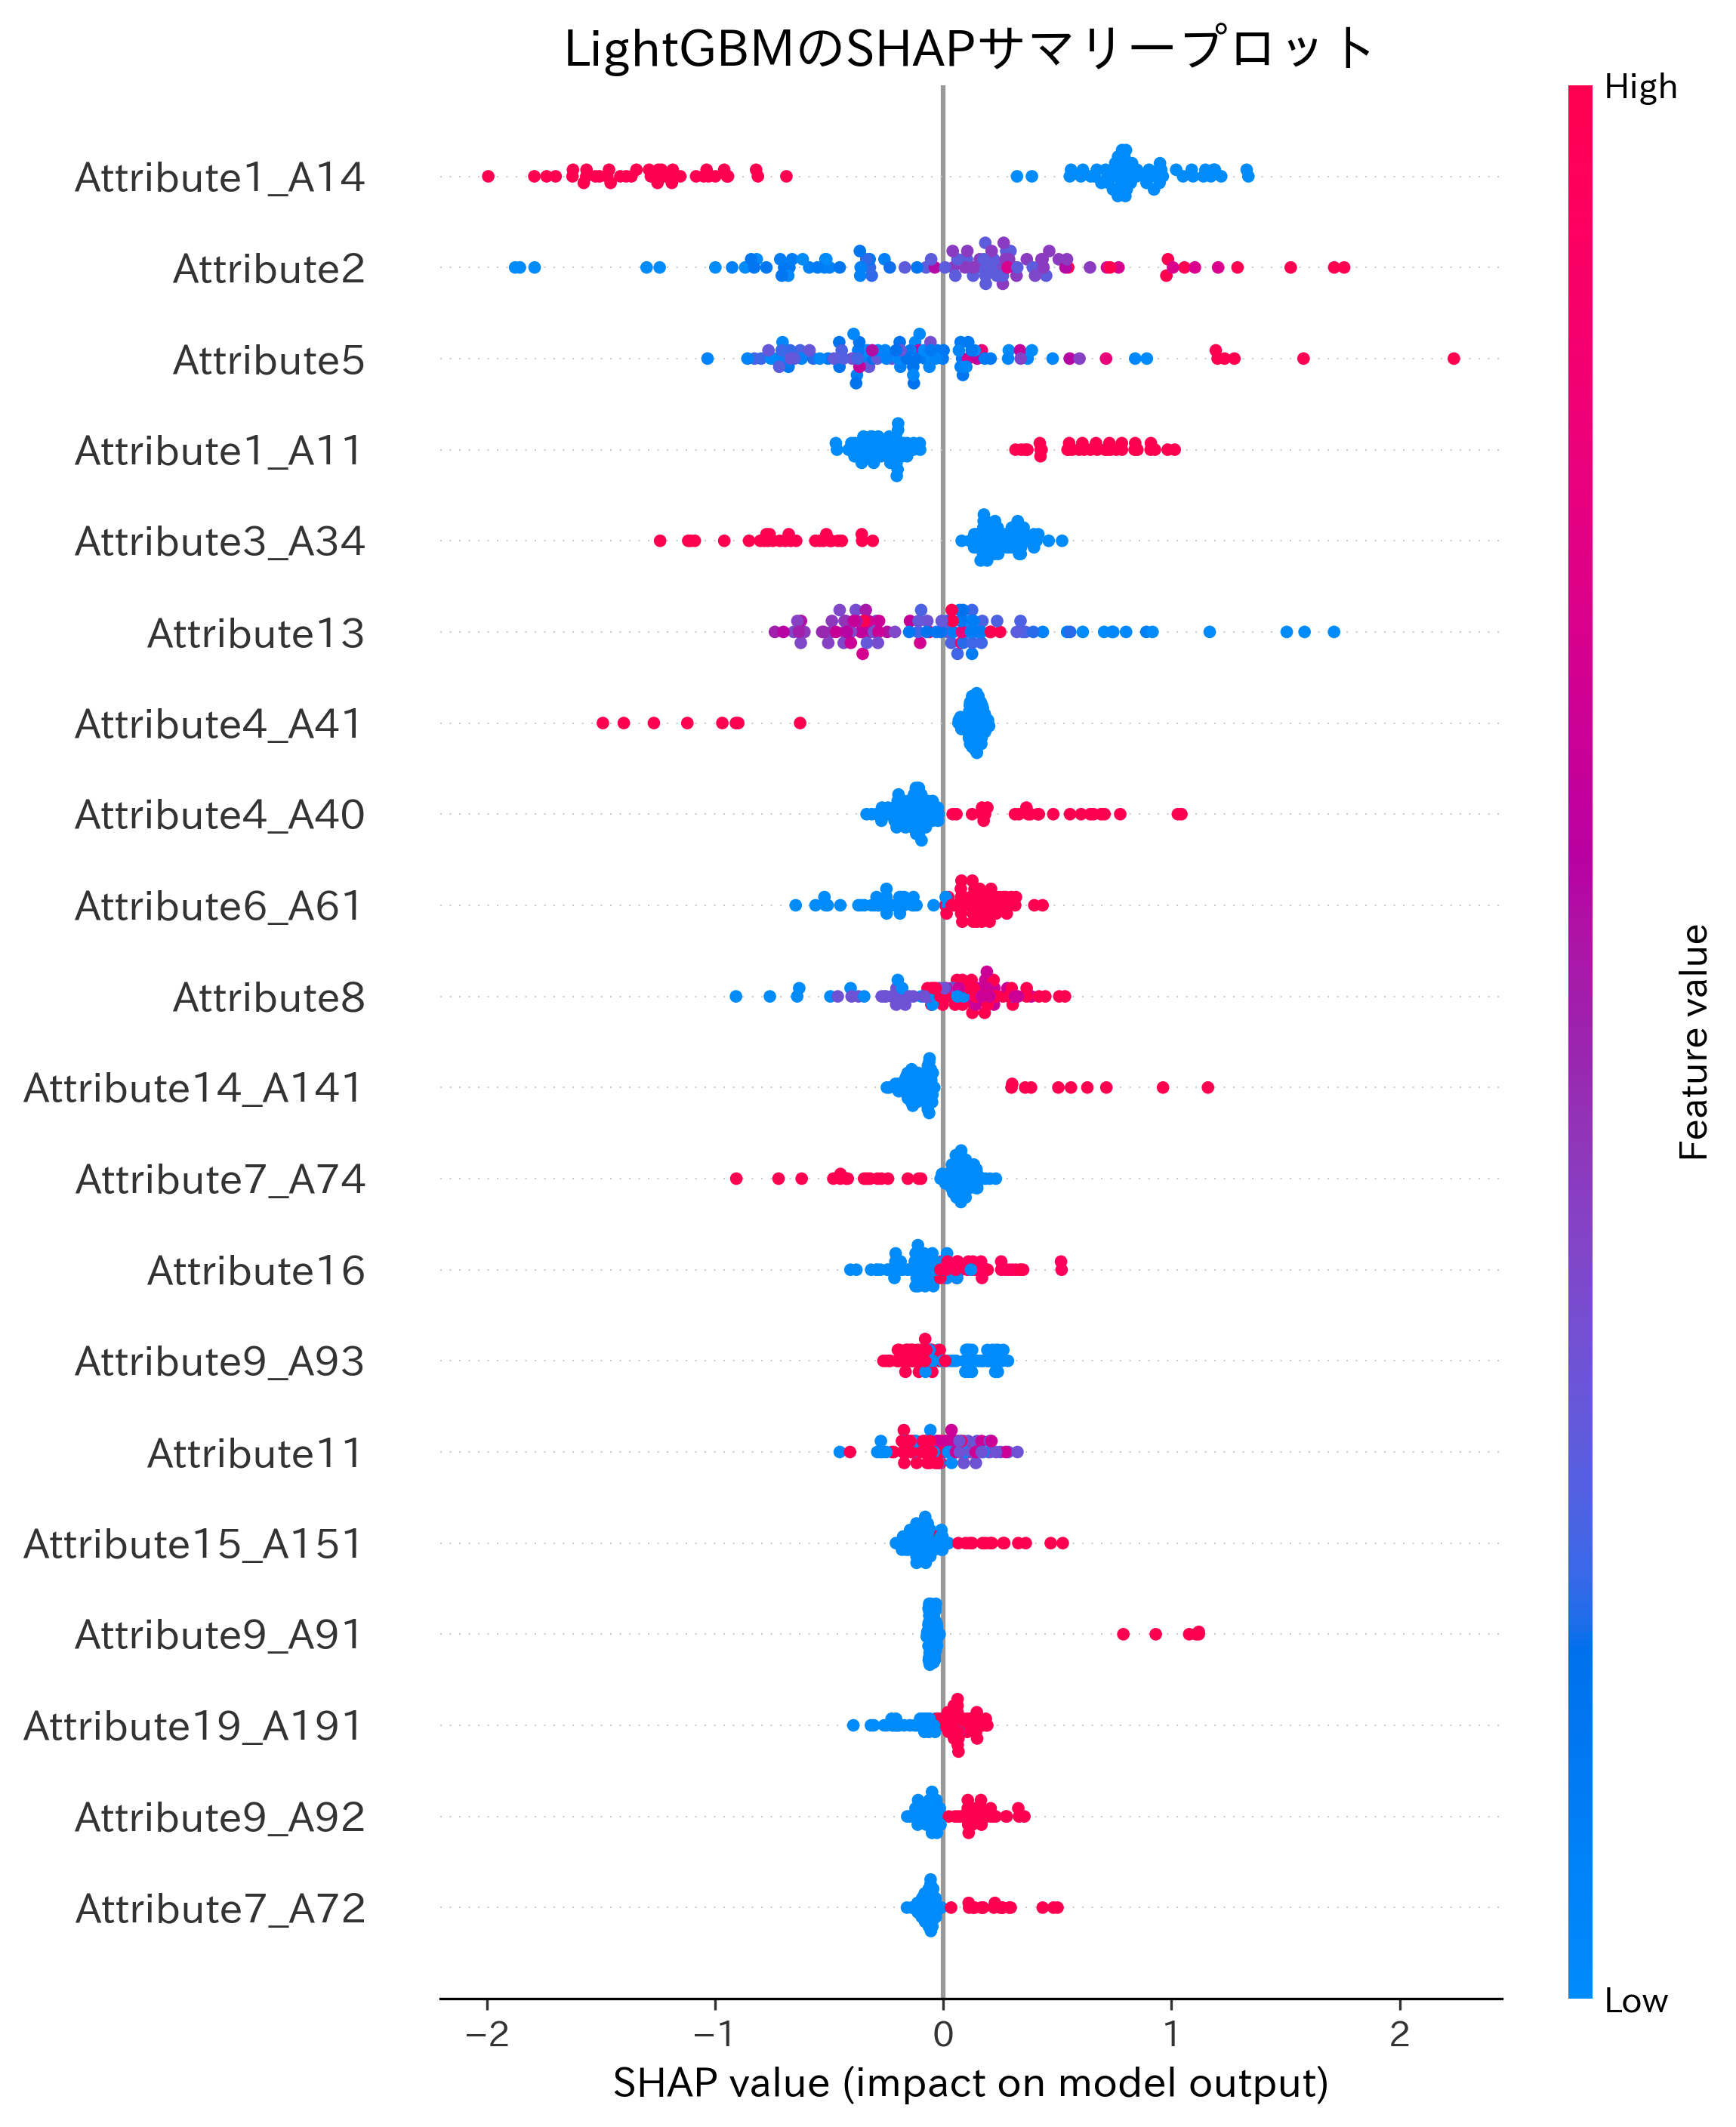 LightGBMのSHAPサマリープロット
High
Attribute1_A14
Attribute2
Attribute5
Attribute1_A11
Attribute3_A34
Attribute13
Attribute4_A41
Attribute4_A40
Attribute6_A61
Attribute8
Attribute14_A141
Attribute7_A74
Attribute16
Attribute9_A93
Attribute11
Attribute15_A151
Attribute9_A91
Attribute19_A191
Attribute9_A92
Attribute7_A72
Feature value
Low
−2 −1 0 1 2
SHAP value (impact on model output)